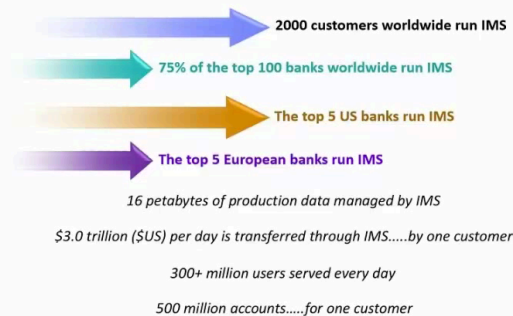 2000 customers worldwide run IMS
75% of the top 100 banks worldwide run IMS
The top 5 US banks run IMS
The top 5 European banks run IMS
16 petabytes of production data managed by IMS
$3.0 trillion ($US) per day is transferred through IMS.....by one customer
300+ million users served every day
500 million accounts.....for one customer